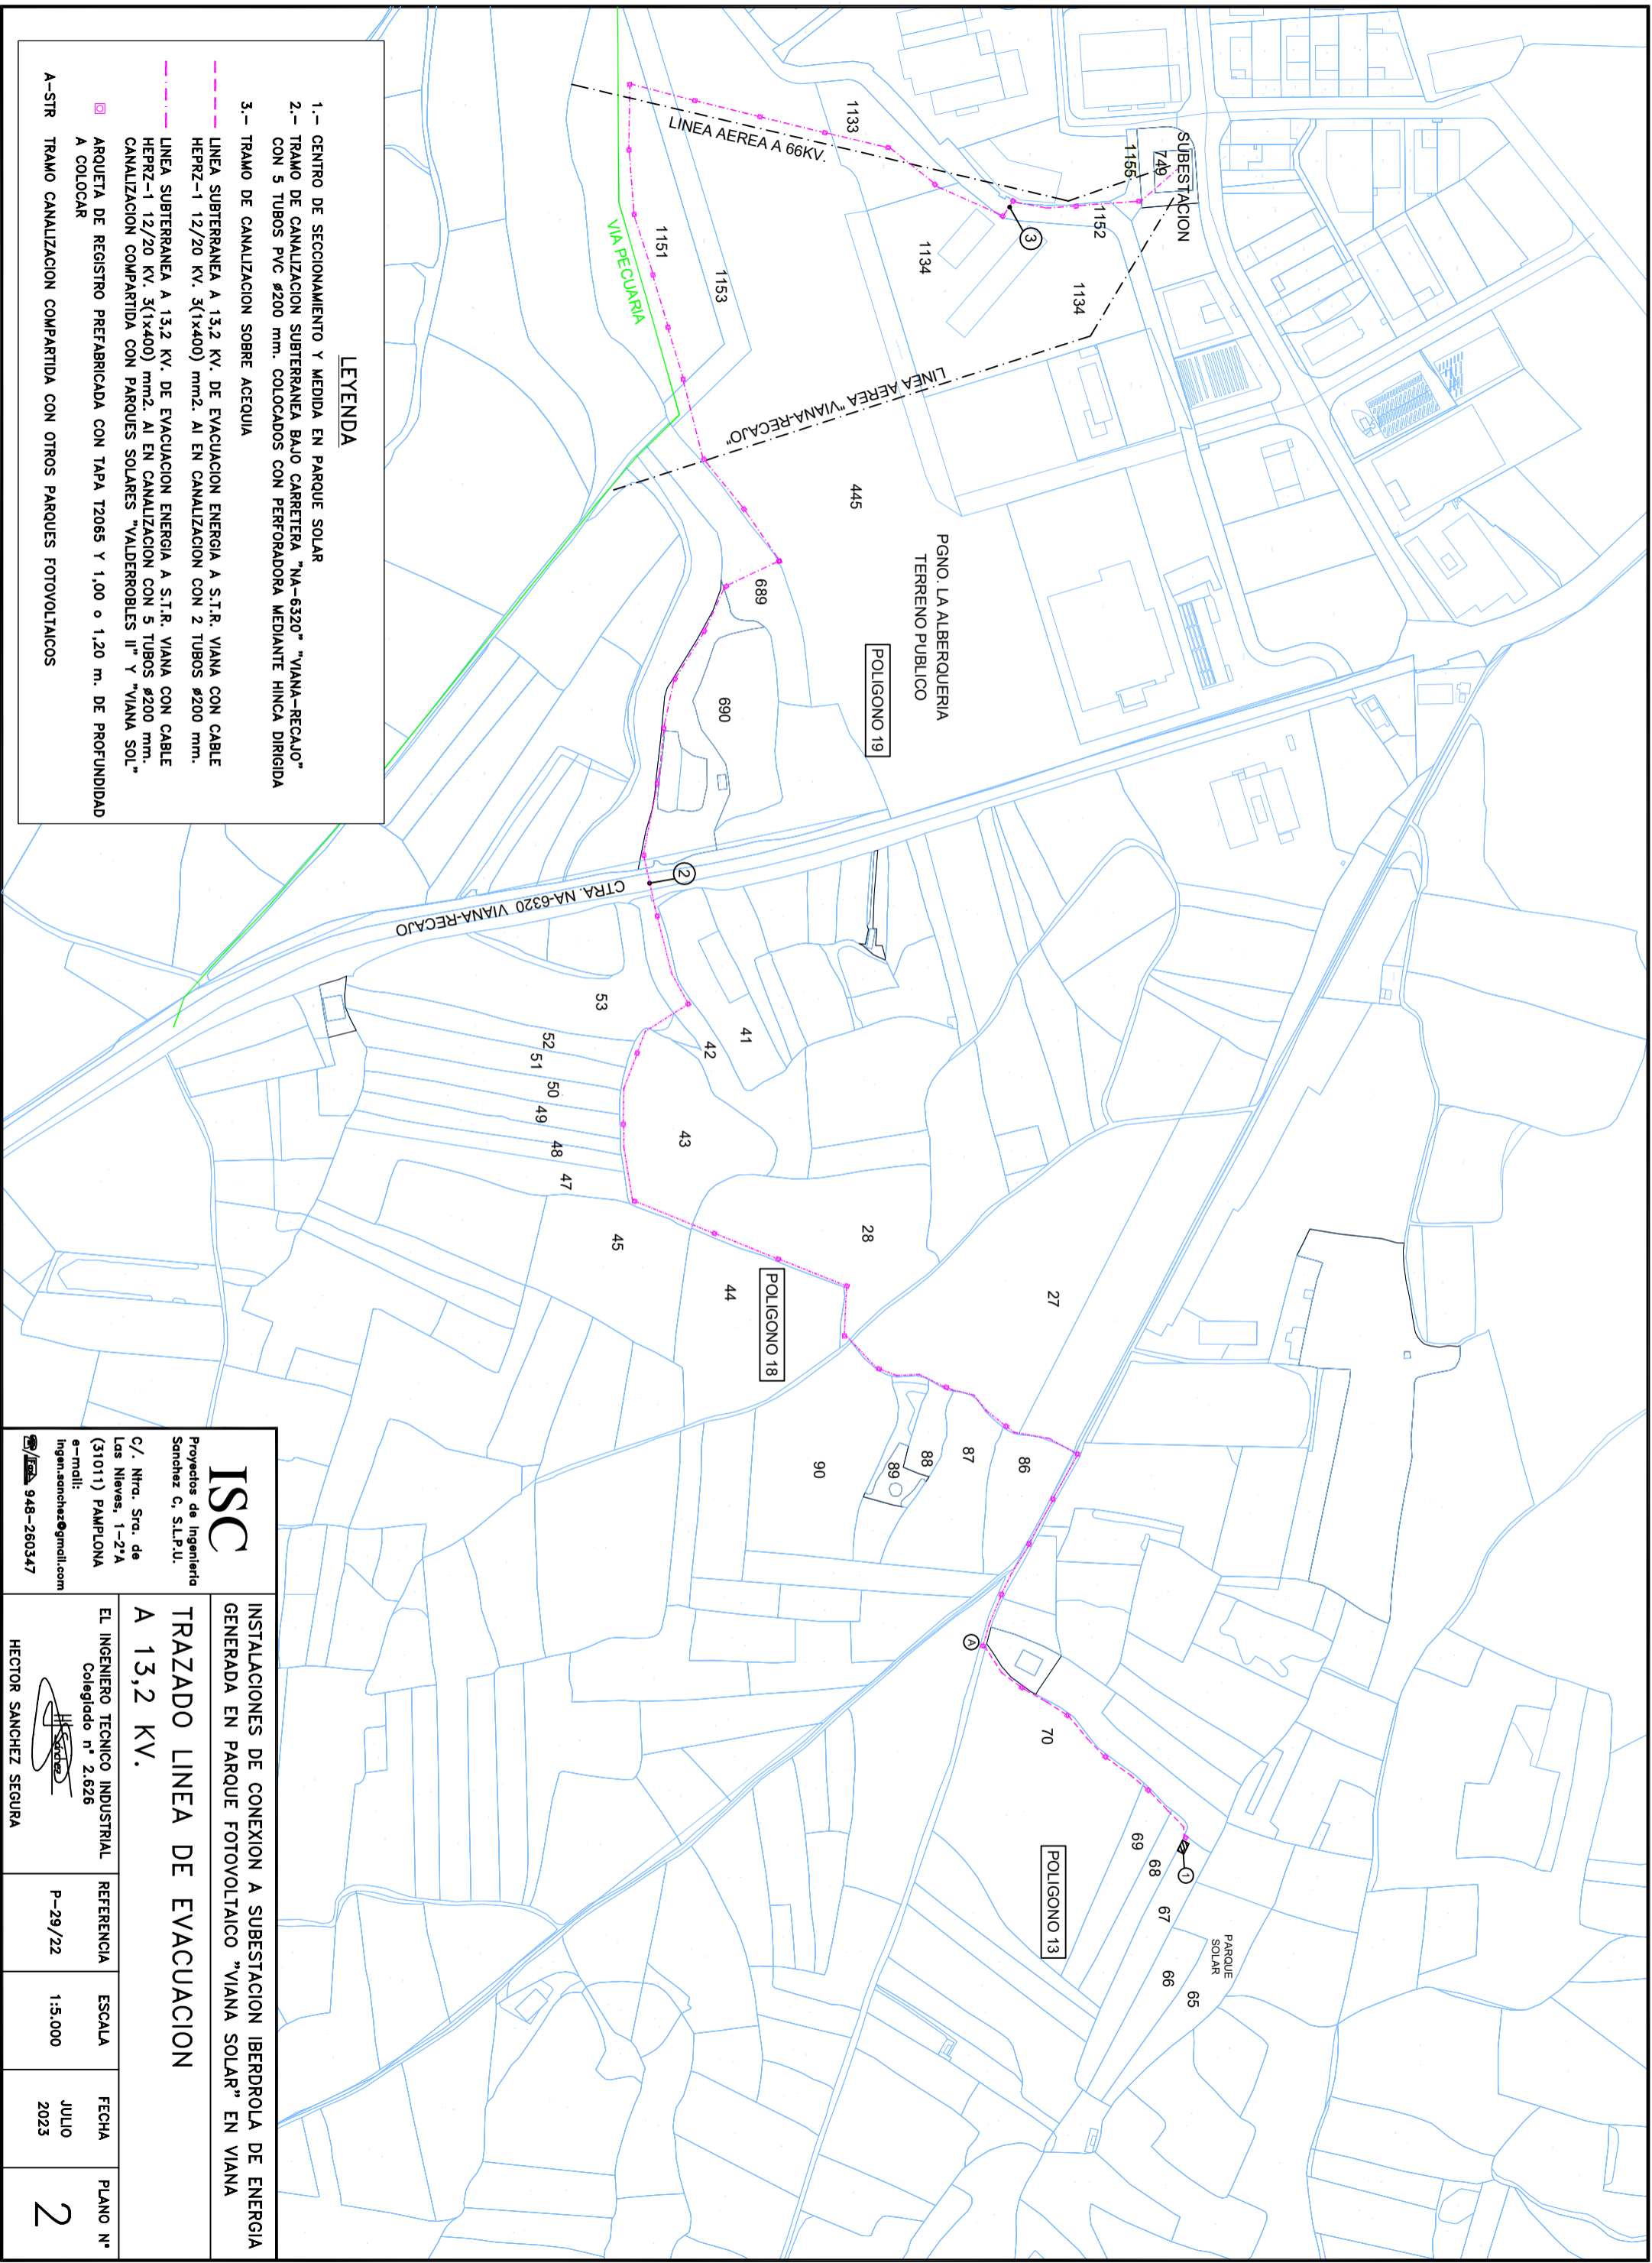 SUBESTACION
749
1155
1133
LINEA AEREA A 66KV.
1152
3
1134
1134
1151
1153
VIA PECUARIA
LINEA AEREA "VIANA-RECAJO"
445
PGNO. LA ALBERQUERIA
TERRENO PUBLICO
POLIGONO 19
689
690
2
CTRA. NA-6320 VIANA-RECAJO
53
52
51
50
49
48
47
41
42
43
45
44
28
POLIGONO 18
27
90
89
88
87
86
A
70
69
68
67
66
65
1
PARQUE
SOLAR
POLIGONO 13
LEYENDA
1.- CENTRO DE SECCIONAMIENTO Y MEDIDA EN PARQUE SOLAR
2.- TRAMO DE CANALIZACION SUBTERRANEA BAJO CARRETERA "NA-6320" "VIANA-RECAJO"
CON 5 TUBOS PVC ø200 mm. COLOCADOS CON PERFORADORA MEDIANTE HINCA DIRIGIDA
3.- TRAMO DE CANALIZACION SOBRE ACEQUIA
LINEA SUBTERRANEA A 13,2 KV. DE EVACUACION ENERGIA A S.T.R. VIANA CON CABLE
HEPRZ-1 12/20 KV. 3(1x400) mm2. Al EN CANALIZACION CON 2 TUBOS ø200 mm.
LINEA SUBTERRANEA A 13,2 KV. DE EVACUACION ENERGIA A S.T.R. VIANA CON CABLE
HEPRZ-1 12/20 KV. 3(1x400) mm2. Al EN CANALIZACION CON 5 TUBOS ø200 mm.
CANALIZACION COMPARTIDA CON PARQUES SOLARES "VALDERROBLES II" Y "VIANA SOL"
ARQUETA DE REGISTRO PREFABRICADA CON TAPA T2065 Y 1,00 o 1,20 m. DE PROFUNDIDAD
A COLOCAR
A-STR TRAMO CANALIZACION COMPARTIDA CON OTROS PARQUES FOTOVOLTAICOS
ISC
Proyectos de Ingenieria
Sanchez C, S.L.P.U.
C/. Ntra. Sra. de
Las Nieves, 1-2ºA
(31011) PAMPLONA
e-mail:
ingen.sanchez@gmail.com
/Fax 948-260347
INSTALACIONES DE CONEXION A SUBESTACION IBERDROLA DE ENERGIA
GENERADA EN PARQUE FOTOVOLTAICO "VIANA SOLAR" EN VIANA
TRAZADO LINEA DE EVACUACION
A 13,2 KV.
EL INGENIERO TECNICO INDUSTRIAL
Colegiado nº 2.626
HSanchez
HECTOR SANCHEZ SEGURA
REFERENCIA
P-29/22
ESCALA
1:5.000
FECHA
JULIO
2023
PLANO Nº
2